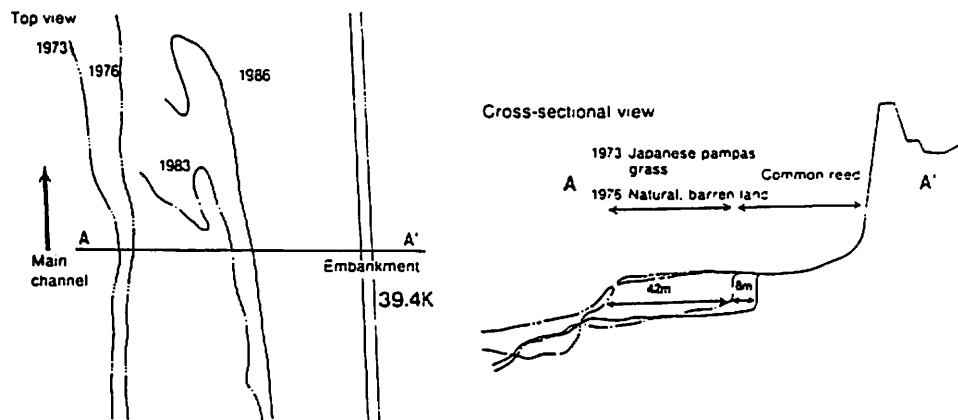 Top view
1973
1976
1986
1983
A
A'
Main
channel
Embankment
39.4K
Cross-sectional view
1973 Japanese pampas
grass
Common reed
A
A'
1976 Natural, barren land
42m
8m